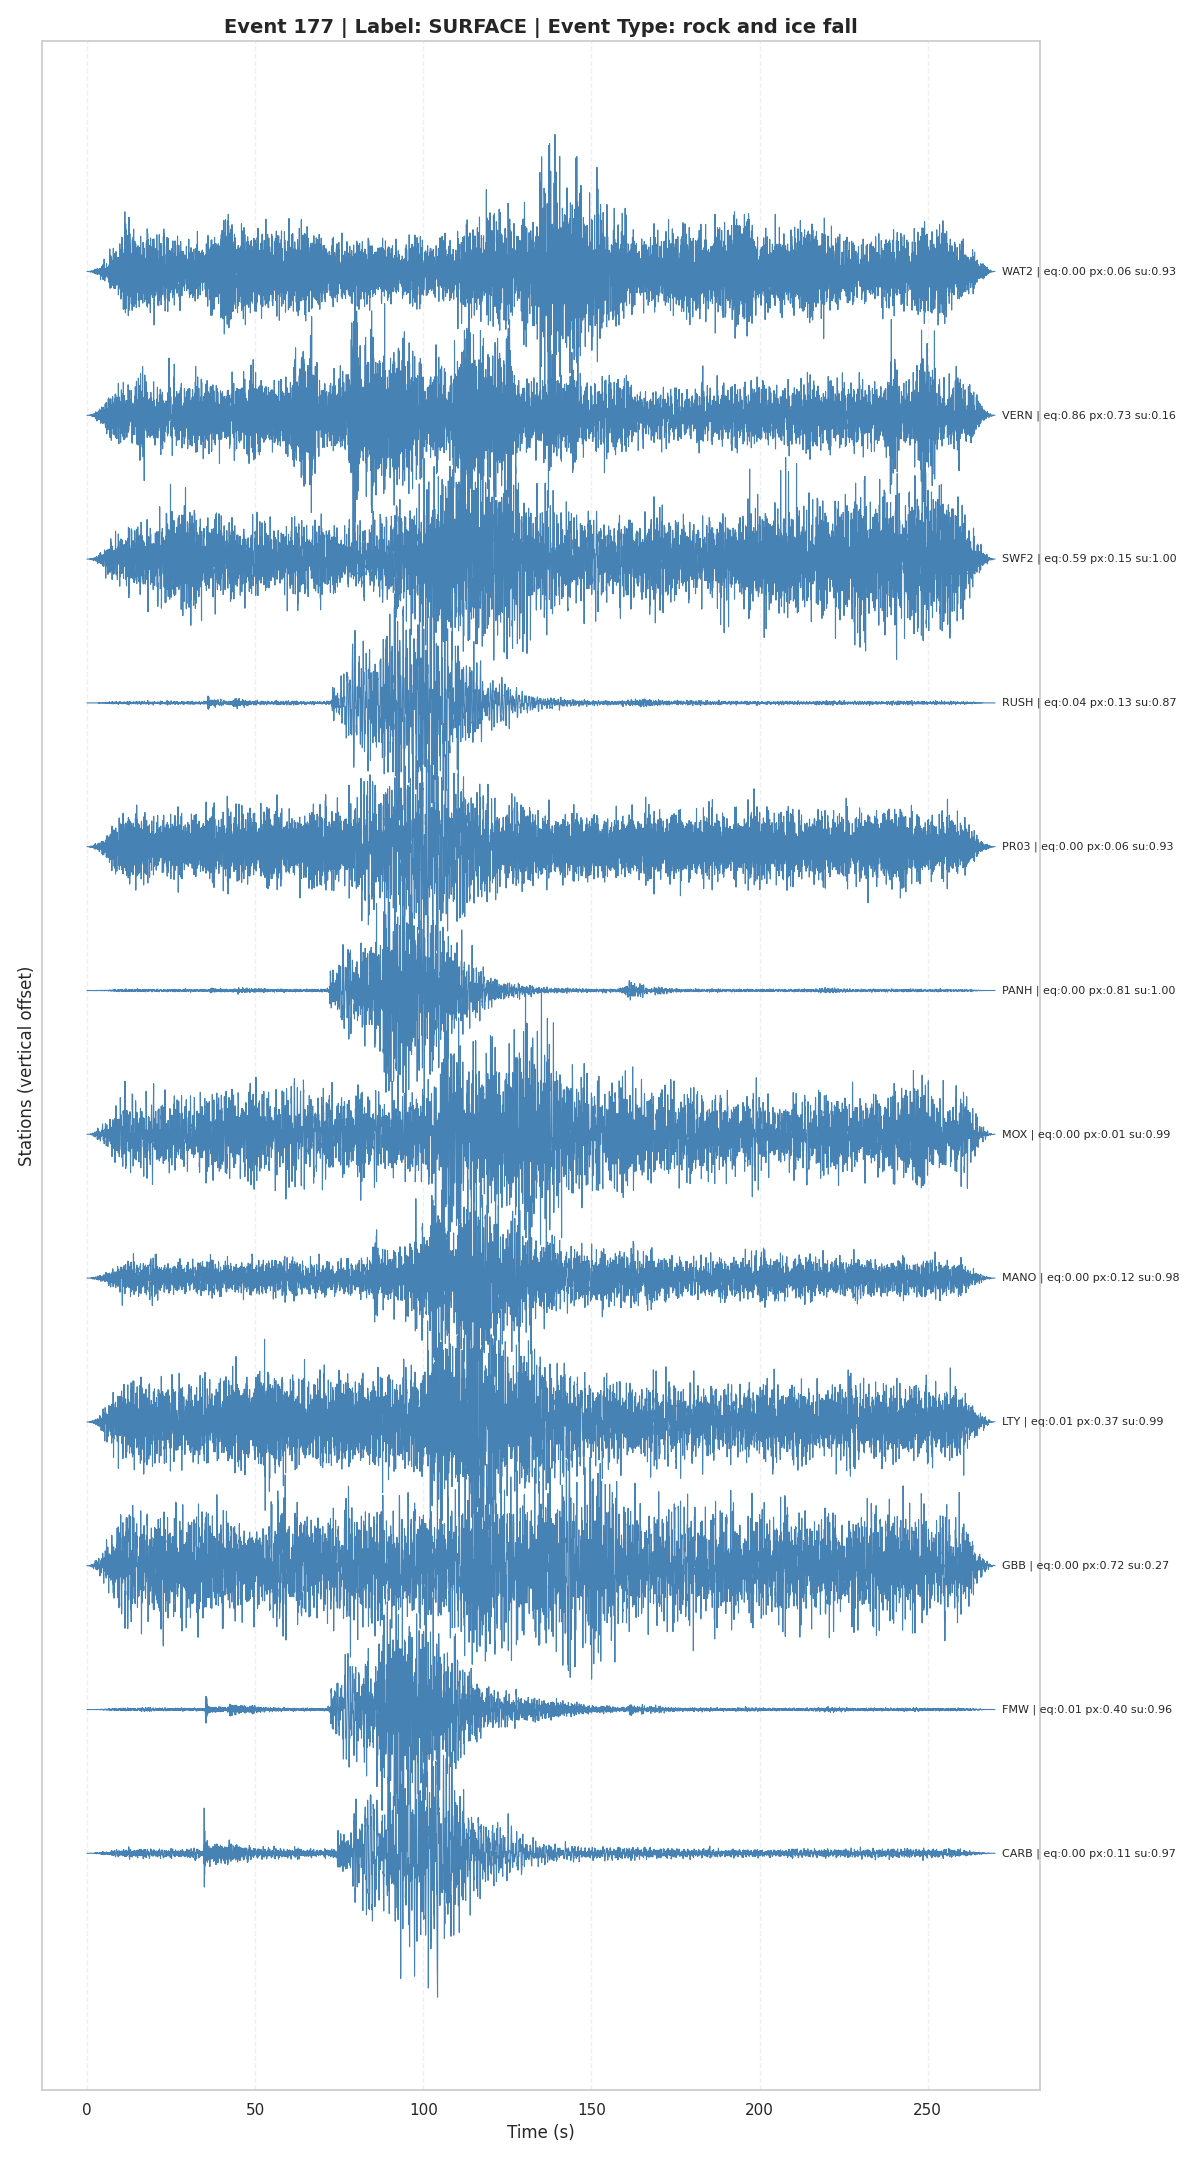 Event 177 | Label: SURFACE | Event Type: rock and ice fall
WAT2 | eq:0.00 px:0.06 su:0.93
VERN | eq:0.86 px:0.73 su:0.16
SWF2 | eq:0.59 px:0.15 su:1.00
RUSH | eq:0.04 px:0.13 su:0.87
PR03 | eq:0.00 px:0.06 su:0.93
PANH | eq:0.00 px:0.81 su:1.00
MOX | eq:0.00 px:0.01 su:0.99
MANO | eq:0.00 px:0.12 su:0.98
LTY | eq:0.01 px:0.37 su:0.99
GBB | eq:0.00 px:0.72 su:0.27
FMW | eq:0.01 px:0.40 su:0.96
CARB | eq:0.00 px:0.11 su:0.97
Stations (vertical offset)
0 50 100 150 200 250
Time (s)